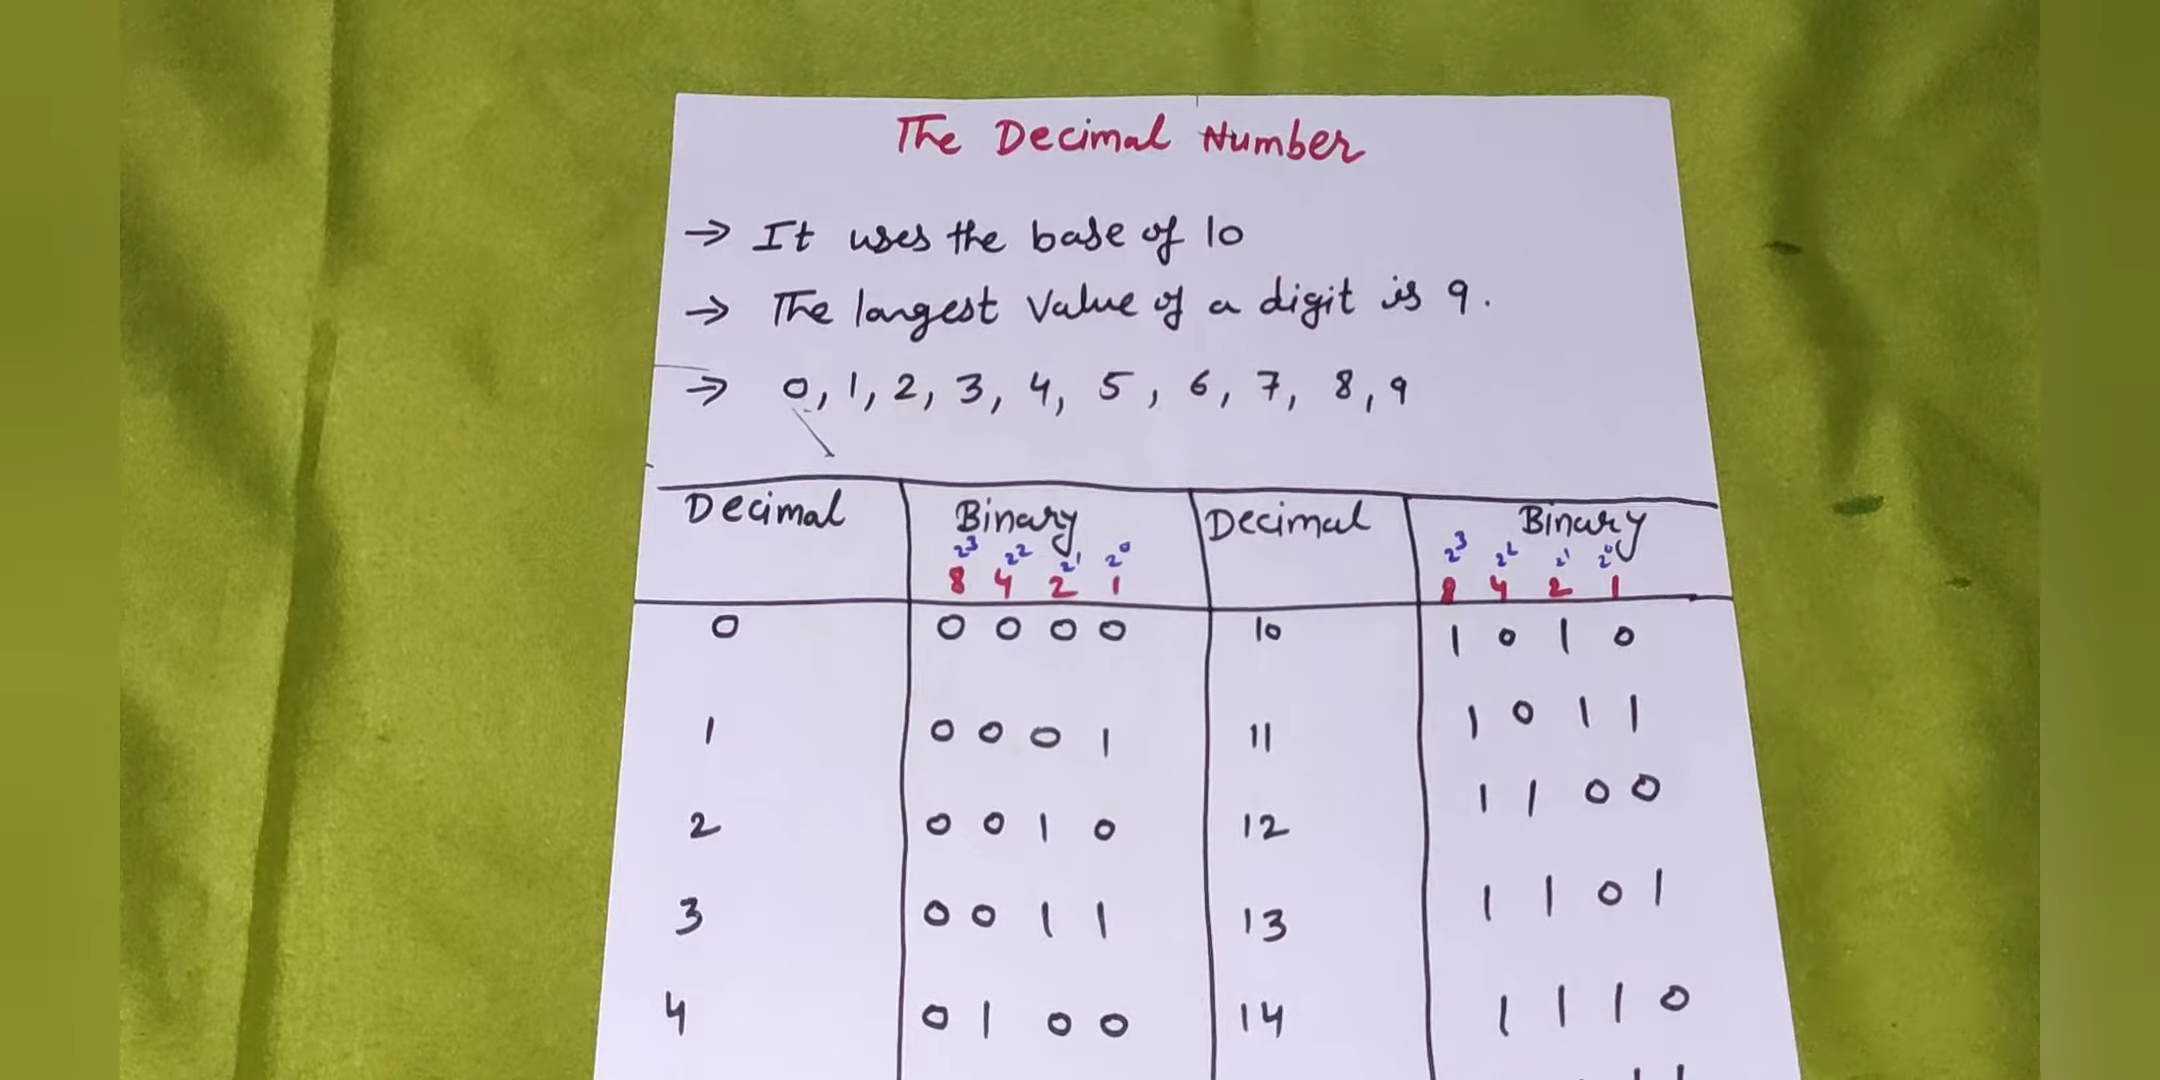 The Decimal Number
→ It uses the base of 10
→ The largest Value of a digit is 9.
→ 0, 1, 2, 3, 4, 5, 6, 7, 8, 9
Decimal Binary Decimal Binary
2³ 2² 2¹ 2⁰ 2³ 2² 2¹ 2⁰
8 4 2 1 8 4 2 1
0 0 0 0 0 10 1 0 1 0
1 0 0 0 1 11 1 0 1 1
2 0 0 1 0 12 1 1 0 0
3 0 0 1 1 13 1 1 0 1
4 0 1 0 0 14 1 1 1 0